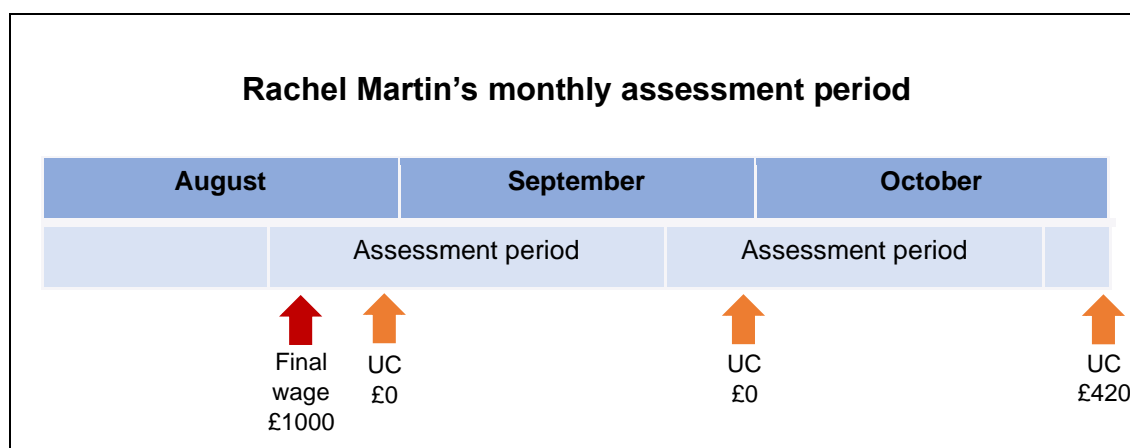 Rachel Martin's monthly assessment period
August September October
Assessment period Assessment period
Final
wage
£1000
UC
£0
UC
£0
UC
£420